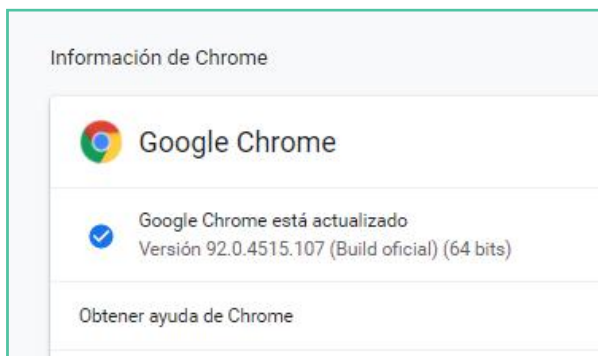 Información de Chrome
Google Chrome
Google Chrome está actualizado
Versión 92.0.4515.107 (Build oficial) (64 bits)
Obtener ayuda de Chrome